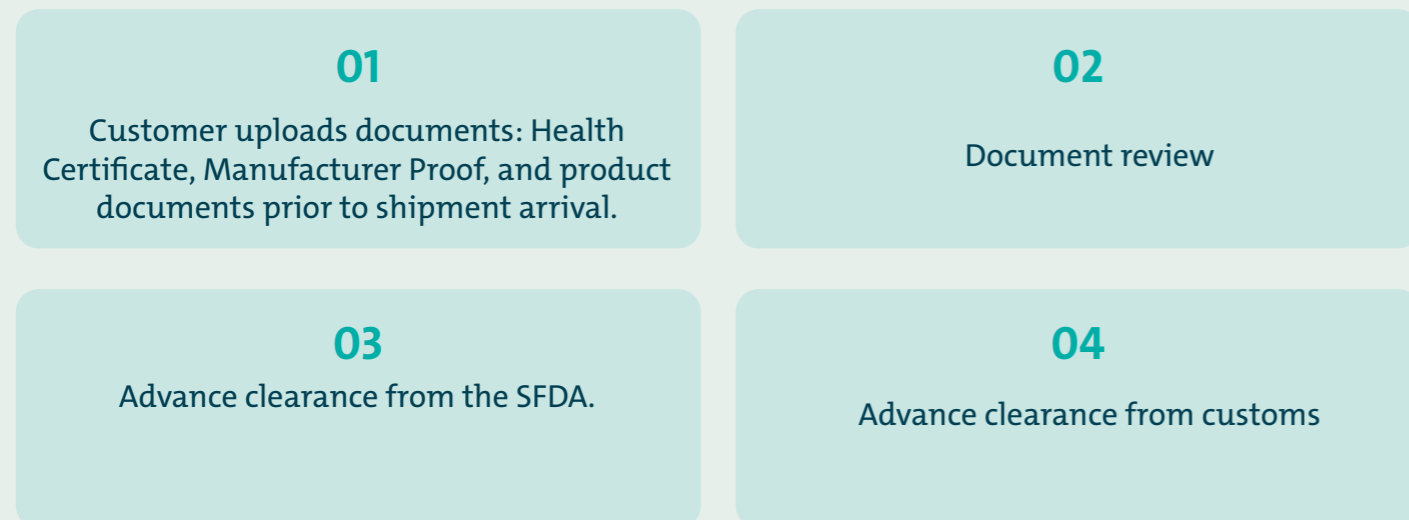 01
Customer uploads documents: Health
Certificate, Manufacturer Proof, and product
documents prior to shipment arrival.
02
Document review
03
Advance clearance from the SFDA.
04
Advance clearance from customs